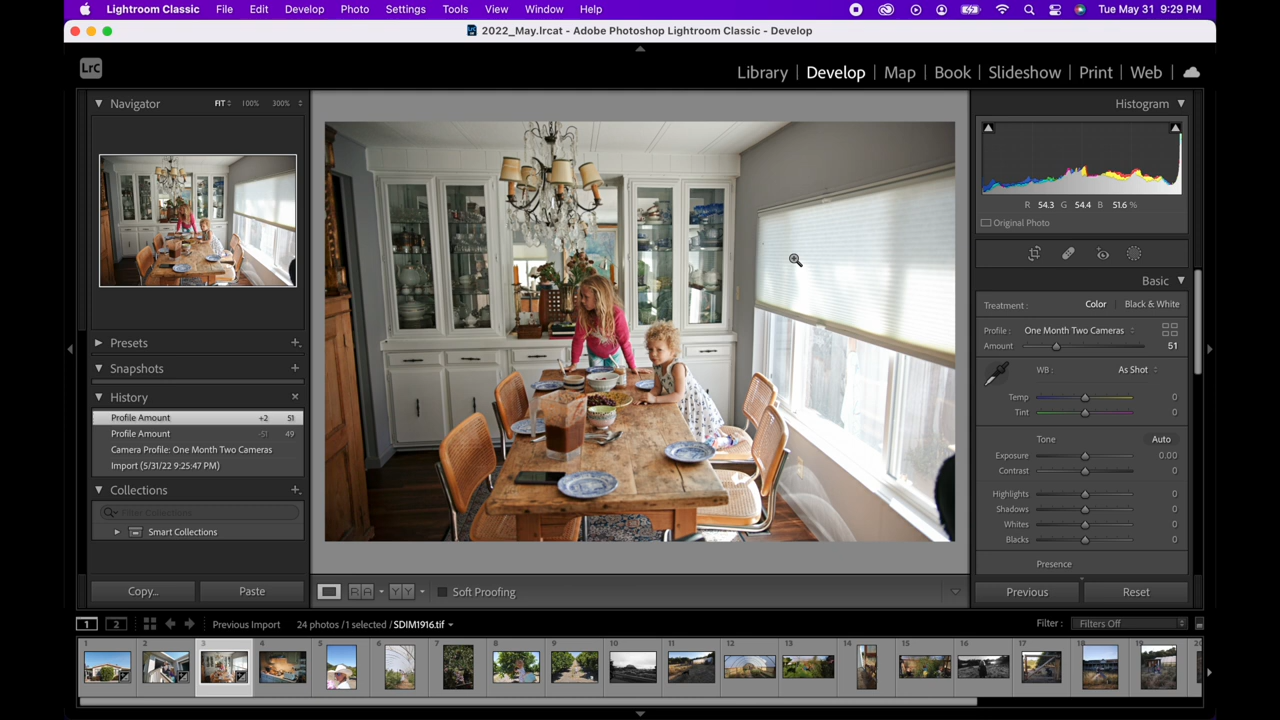 Lightroom Classic File Edit Develop Photo Settings Tools View Window Help Tue May 31 9:29 PM
2022_May.lrcat - Adobe Photoshop Lightroom Classic - Develop
LrC Library | Develop | Map | Book | Slideshow | Print | Web
Navigator FIT 100% 300%
Histogram
R 54.3 G 54.4 B 51.6 %
Original Photo
Basic
Treatment : Color Black & White
Profile : One Month Two Cameras
Amount 51
WB : As Shot
Temp 0
Tint 0
Tone Auto
Exposure 0.00
Contrast 0
Highlights 0
Shadows 0
Whites 0
Blacks 0
Presence
Previous Reset
Presets
Snapshots
History
Profile Amount +2 51
Profile Amount -51 49
Camera Profile: One Month Two Cameras
Import (5/31/22 9:25:47 PM)
Collections
Filter Collections
Smart Collections
Copy... Paste
R A Y Y Soft Proofing
1 2 Previous Import 24 photos / 1 selected / SDIM1916.tif Filter : Filters Off
1 2 3 4 5 6 7 8 9 10 11 12 13 14 15 16 17 18 19 20